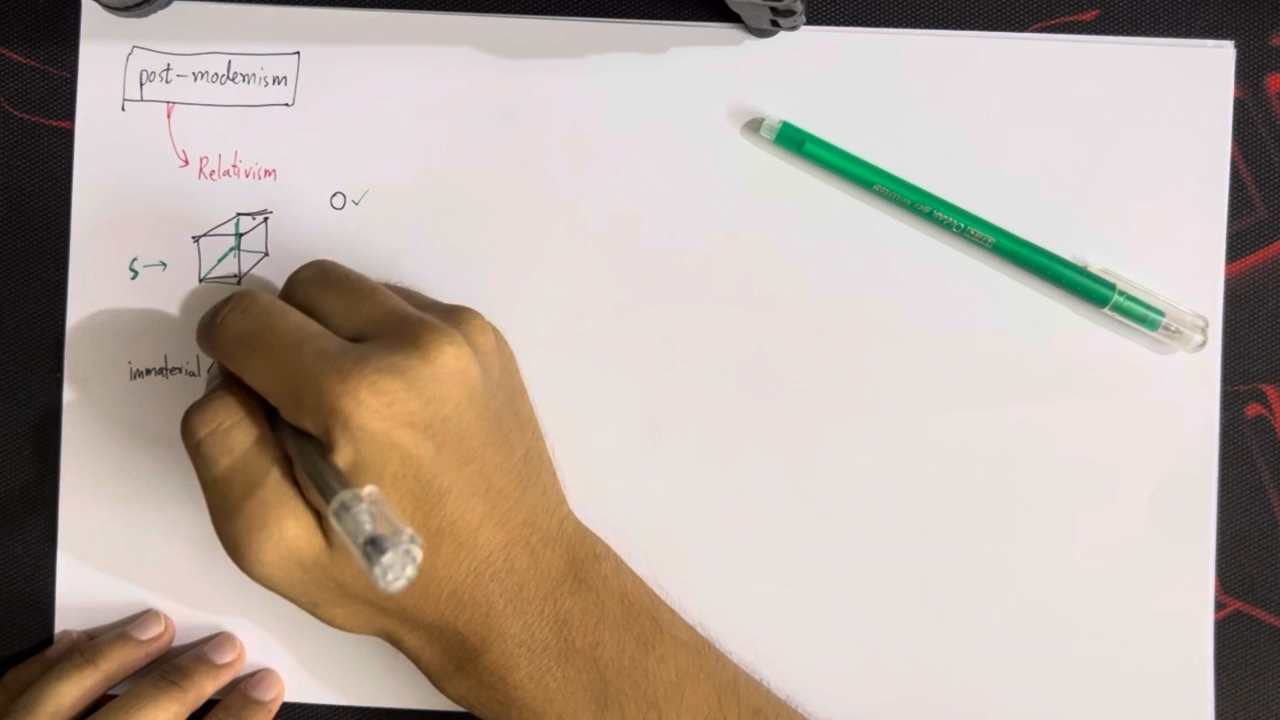 post-modernism
Relativism
O✓
S→
immaterial